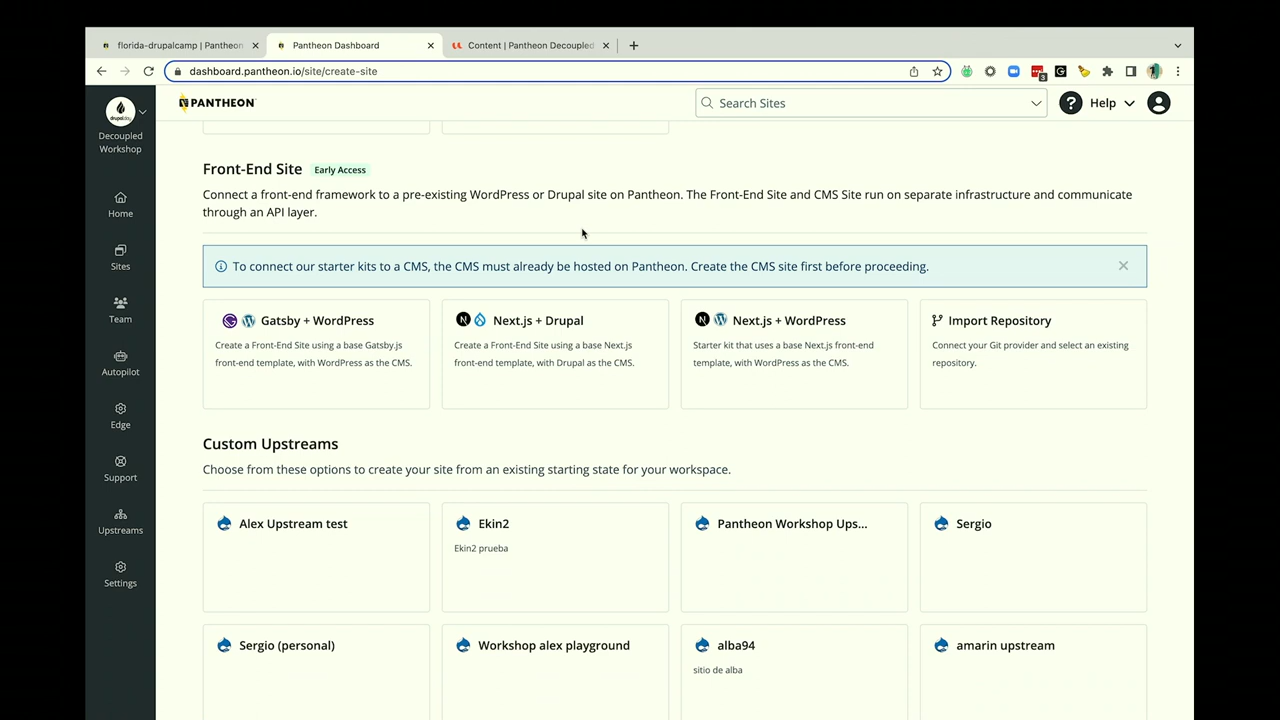 florida-drupalcamp | Pantheon
Pantheon Dashboard
Content | Pantheon Decoupled
dashboard.pantheon.io/site/create-site
3
drupalday
Decoupled
Workshop
PANTHEON
Search Sites
Help
Home
Sites
Team
Autopilot
Edge
Support
Upstreams
Settings
Front-End Site Early Access
Connect a front-end framework to a pre-existing WordPress or Drupal site on Pantheon. The Front-End Site and CMS Site run on separate infrastructure and communicate
through an API layer.
To connect our starter kits to a CMS, the CMS must already be hosted on Pantheon. Create the CMS site first before proceeding.
Gatsby + WordPress
Create a Front-End Site using a base Gatsby.js
front-end template, with WordPress as the CMS.
Next.js + Drupal
Create a Front-End Site using a base Next.js
front-end template, with Drupal as the CMS.
Next.js + WordPress
Starter kit that uses a base Next.js front-end
template, with WordPress as the CMS.
Import Repository
Connect your Git provider and select an existing
repository.
Custom Upstreams
Choose from these options to create your site from an existing starting state for your workspace.
Alex Upstream test
Ekin2
Ekin2 prueba
Pantheon Workshop Ups...
Sergio
Sergio (personal)
Workshop alex playground
alba94
sitio de alba
amarin upstream